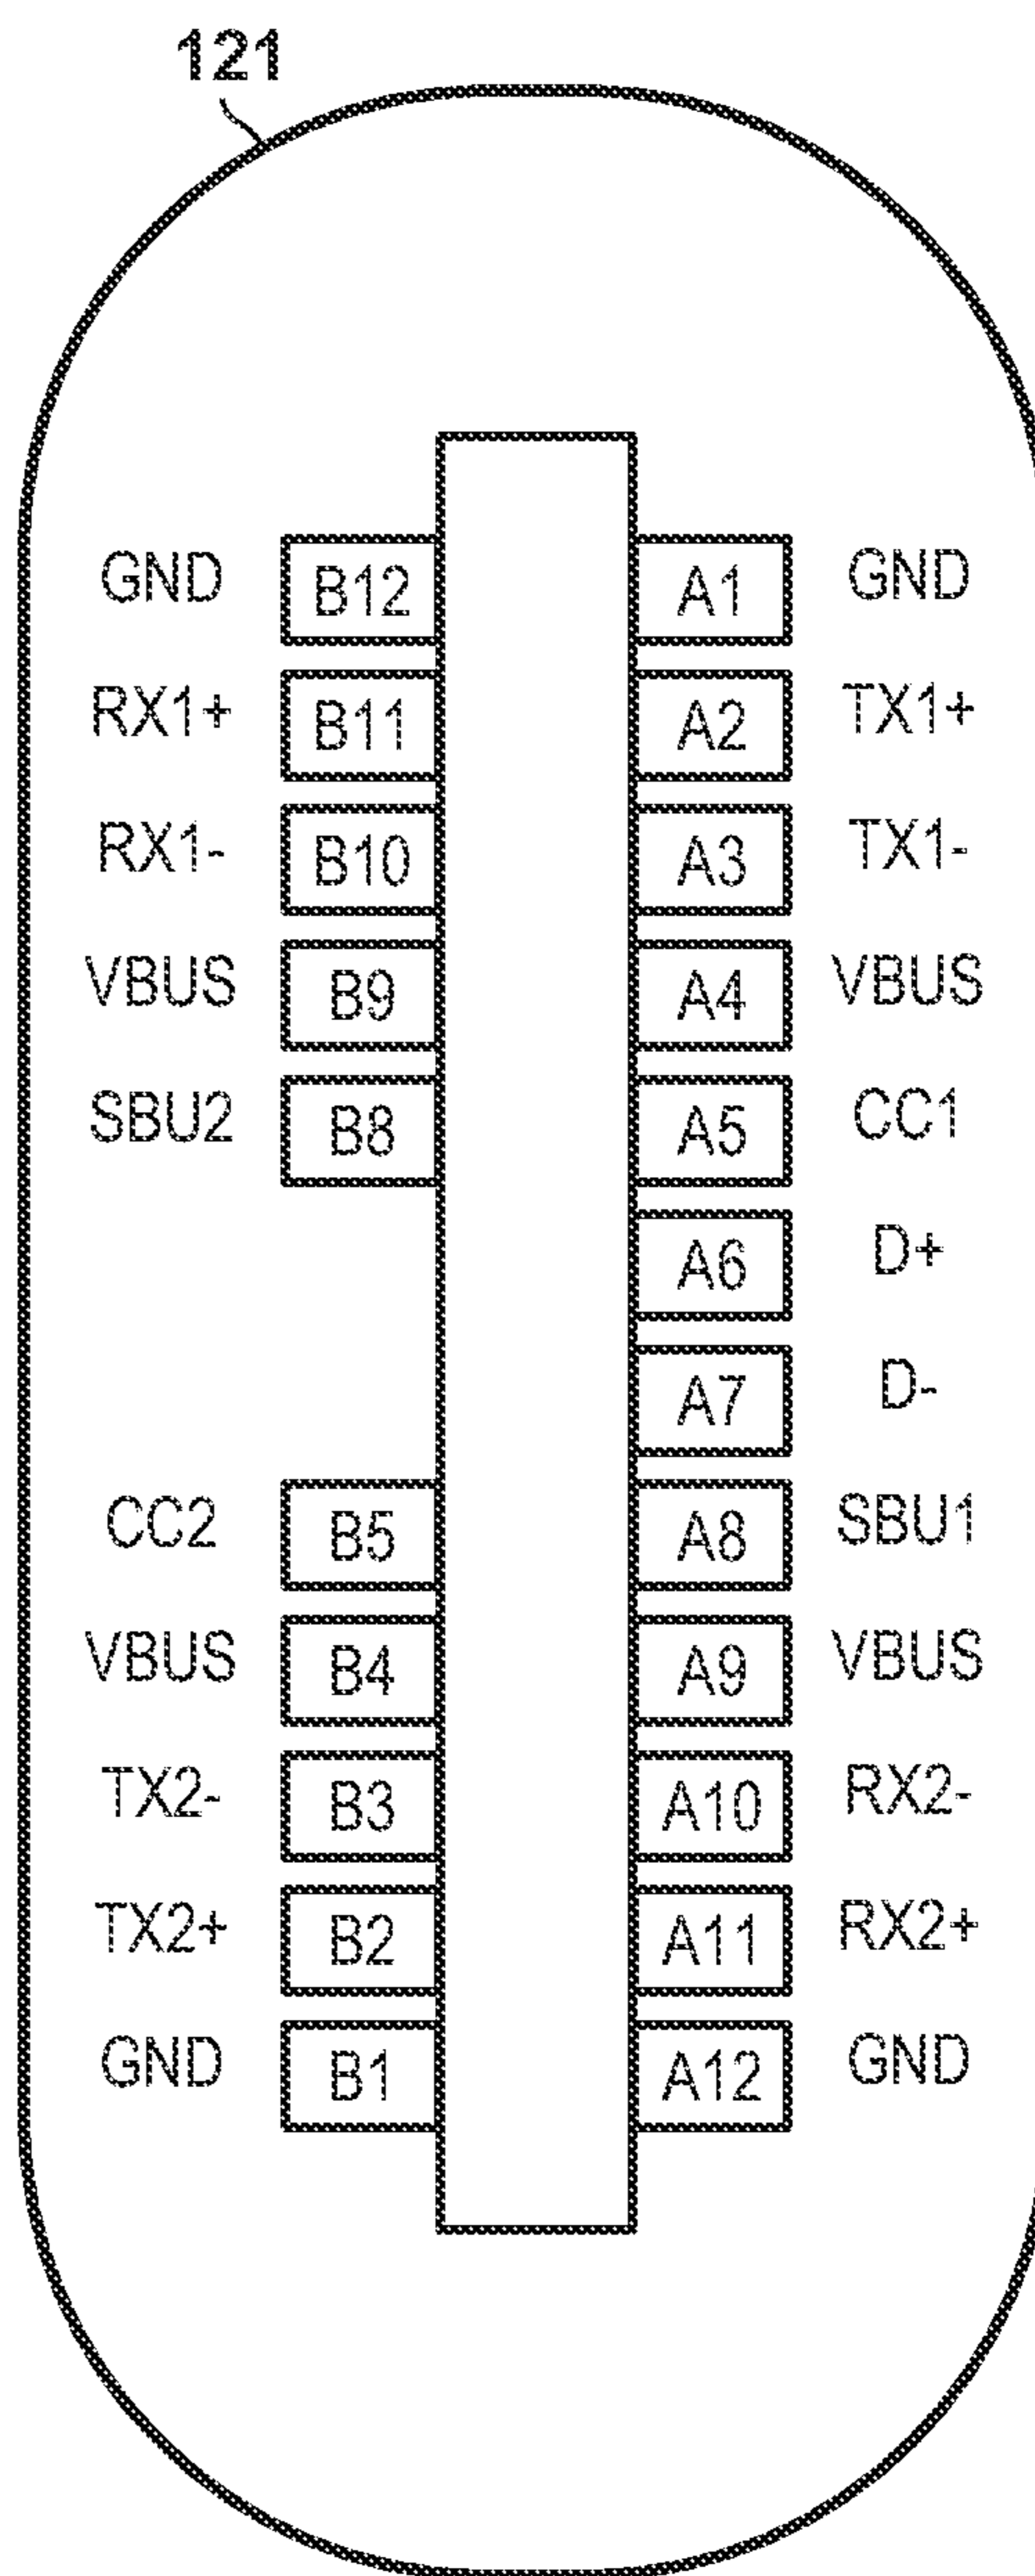 121
GND B12 A1 GND
RX1+ B11 A2 TX1+
RX1- B10 A3 TX1-
VBUS B9 A4 VBUS
SBU2 B8 A5 CC1
A6 D+
A7 D-
CC2 B5 A8 SBU1
VBUS B4 A9 VBUS
TX2- B3 A10 RX2-
TX2+ B2 A11 RX2+
GND B1 A12 GND